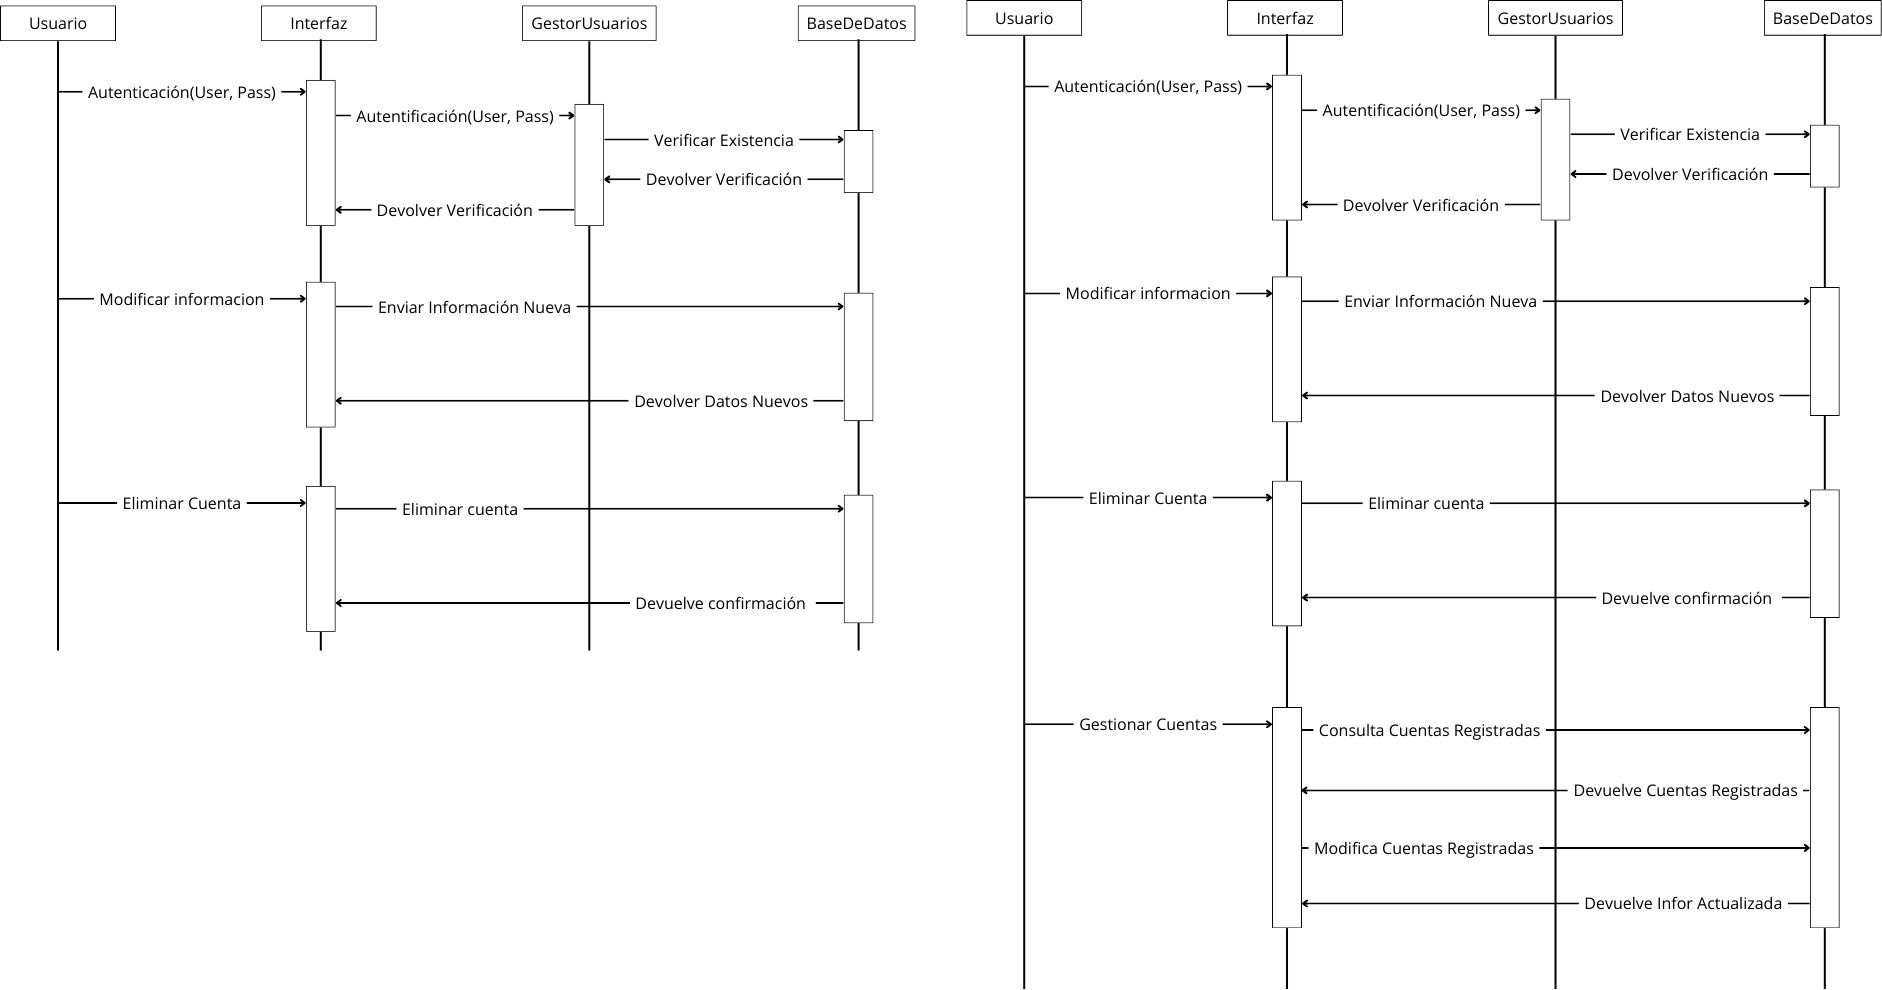 Usuario
Interfaz
GestorUsuarios
BaseDeDatos
Autenticación(User, Pass)
Autentificación(User, Pass)
Verificar Existencia
Devolver Verificación
Devolver Verificación
Modificar informacion
Enviar Información Nueva
Devolver Datos Nuevos
Eliminar Cuenta
Eliminar cuenta
Devuelve confirmación
Usuario
Interfaz
GestorUsuarios
BaseDeDatos
Autenticación(User, Pass)
Autentificación(User, Pass)
Verificar Existencia
Devolver Verificación
Devolver Verificación
Modificar informacion
Enviar Información Nueva
Devolver Datos Nuevos
Eliminar Cuenta
Eliminar cuenta
Devuelve confirmación
Gestionar Cuentas
Consulta Cuentas Registradas
Devuelve Cuentas Registradas
Modifica Cuentas Registradas
Devuelve Infor Actualizada